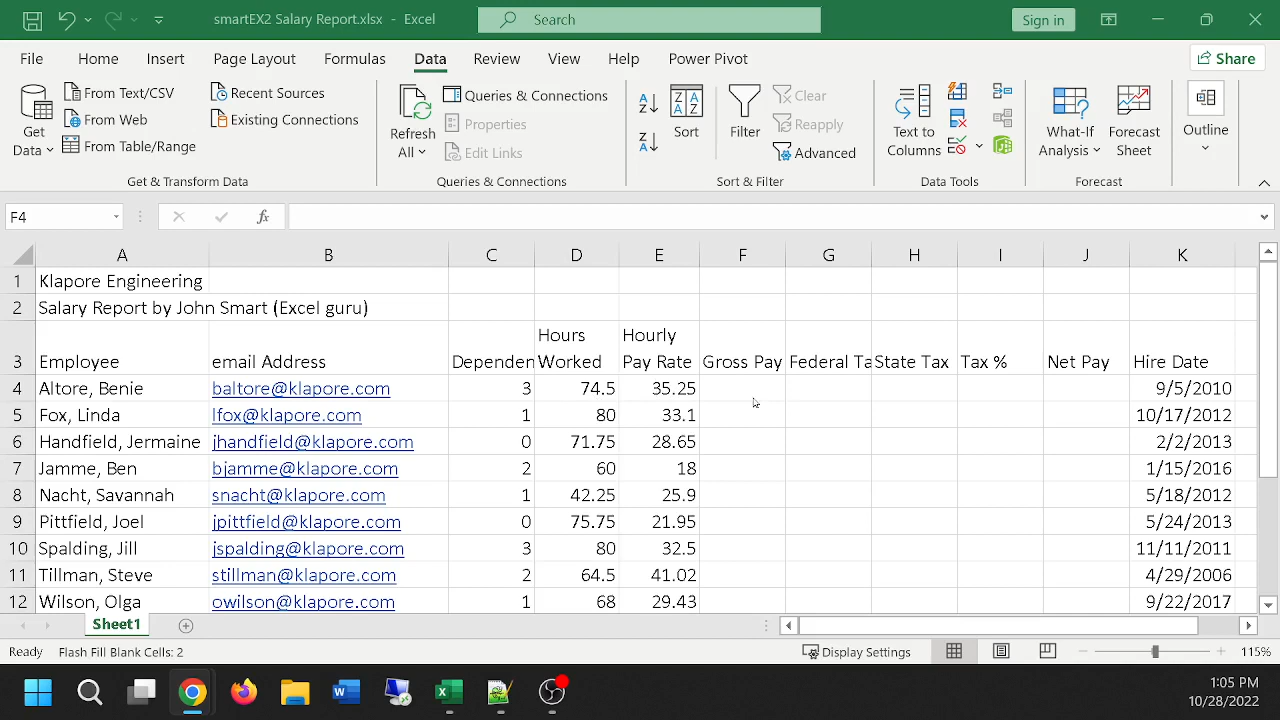 smartEX2 Salary Report.xlsx - Excel
Search
Sign in
File Home Insert Page Layout Formulas Data Review View Help Power Pivot
Share
Get Data
From Text/CSV
From Web
From Table/Range
Recent Sources
Existing Connections
Get & Transform Data
Refresh All
Queries & Connections
Properties
Edit Links
Queries & Connections
Sort
Filter
Clear
Reapply
Advanced
Sort & Filter
Text to Columns
Data Tools
What-If Analysis
Forecast Sheet
Forecast
Outline
F4
fx
A B C D E F G H I J K
1 Klapore Engineering
2 Salary Report by John Smart (Excel guru)
3 Employee email Address Dependen Hours Worked Hourly Pay Rate Gross Pay Federal Ta State Tax Tax % Net Pay Hire Date
4 Altore, Benie baltore@klapore.com 3 74.5 35.25 9/5/2010
5 Fox, Linda lfox@klapore.com 1 80 33.1 10/17/2012
6 Handfield, Jermaine jhandfield@klapore.com 0 71.75 28.65 2/2/2013
7 Jamme, Ben bjamme@klapore.com 2 60 18 1/15/2016
8 Nacht, Savannah snacht@klapore.com 1 42.25 25.9 5/18/2012
9 Pittfield, Joel jpittfield@klapore.com 0 75.75 21.95 5/24/2013
10 Spalding, Jill jspalding@klapore.com 3 80 32.5 11/11/2011
11 Tillman, Steve stillman@klapore.com 2 64.5 41.02 4/29/2006
12 Wilson, Olga owilson@klapore.com 1 68 29.43 9/22/2017
Sheet1
Ready Flash Fill Blank Cells: 2 Display Settings 115%
1:05 PM
10/28/2022